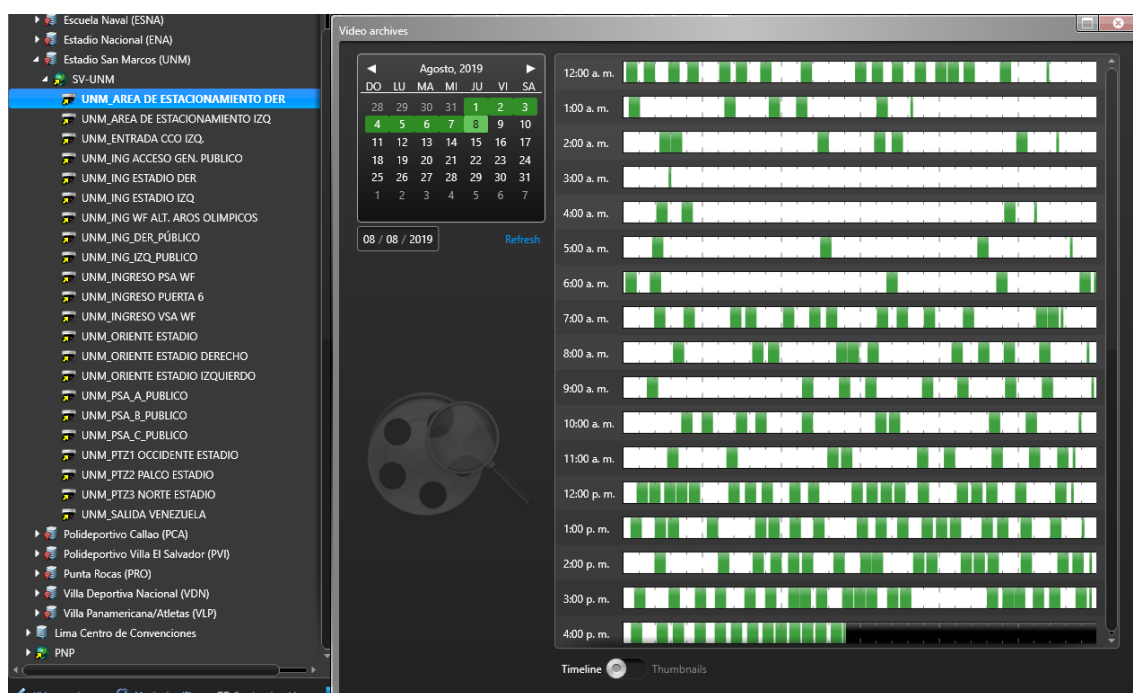 Escuela Naval (ESNA)
Estadio Nacional (ENA)
Estadio San Marcos (UNM)
SV-UNM
UNM_AREA DE ESTACIONAMIENTO DER
UNM_AREA DE ESTACIONAMIENTO IZQ
UNM_ENTRADA CCO IZQ.
UNM_ING ACCESO GEN. PUBLICO
UNM_ING ESTADIO DER
UNM_ING ESTADIO IZQ
UNM_ING WF ALT. AROS OLIMPICOS
UNM_ING_DER_PÚBLICO
UNM_ING_IZQ_PUBLICO
UNM_INGRESO PSA WF
UNM_INGRESO PUERTA 6
UNM_INGRESO VSA WF
UNM_ORIENTE ESTADIO
UNM_ORIENTE ESTADIO DERECHO
UNM_ORIENTE ESTADIO IZQUIERDO
UNM_PSA_A_PUBLICO
UNM_PSA_B_PUBLICO
UNM_PSA_C_PUBLICO
UNM_PTZ1 OCCIDENTE ESTADIO
UNM_PTZ2 PALCO ESTADIO
UNM_PTZ3 NORTE ESTADIO
UNM_SALIDA VENEZUELA
Polideportivo Callao (PCA)
Polideportivo Villa El Salvador (PVI)
Punta Rocas (PRO)
Villa Deportiva Nacional (VDN)
Villa Panamericana/Atletas (VLP)
Lima Centro de Convenciones
PNP
Video archives
Agosto, 2019
DO LU MA MI JU VI SA
28 29 30 31 1 2 3
4 5 6 7 8 9 10
11 12 13 14 15 16 17
18 19 20 21 22 23 24
25 26 27 28 29 30 31
1 2 3 4 5 6 7
08 / 08 / 2019
Refresh
12:00 a. m.
1:00 a. m.
2:00 a. m.
3:00 a. m.
4:00 a. m.
5:00 a. m.
6:00 a. m.
7:00 a. m.
8:00 a. m.
9:00 a. m.
10:00 a. m.
11:00 a. m.
12:00 p. m.
1:00 p. m.
2:00 p. m.
3:00 p. m.
4:00 p. m.
Timeline
Thumbnails